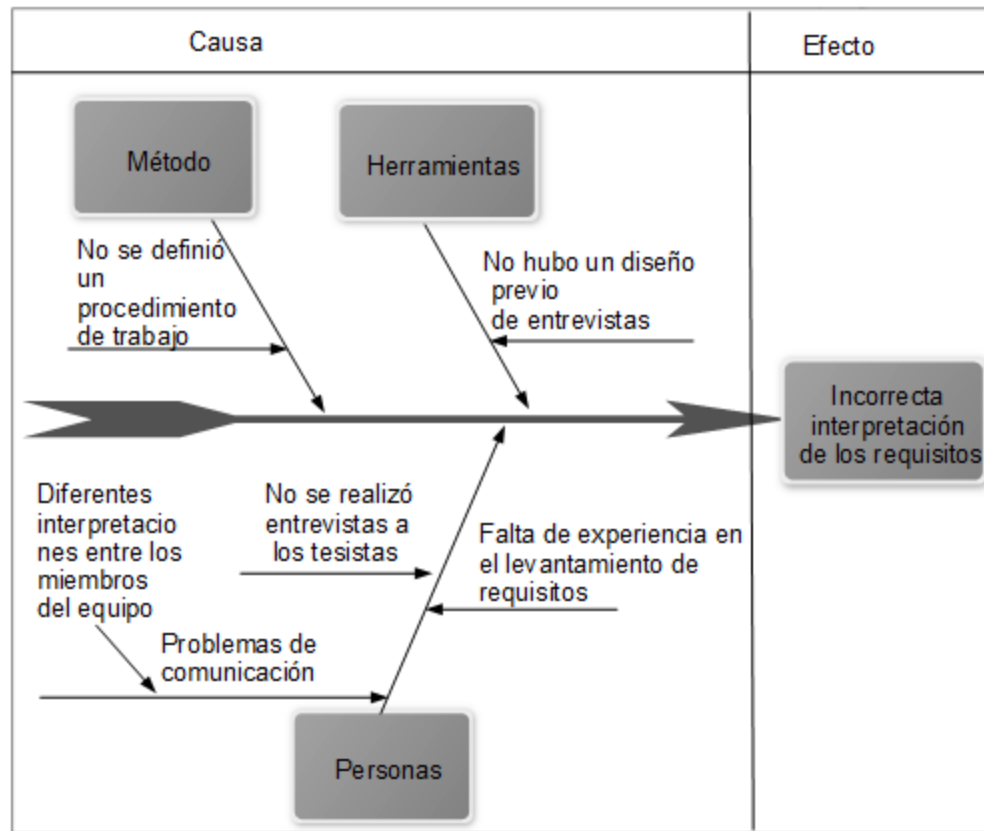 Causa
Efecto
Método
Herramientas
No se definió
un
procedimiento
de trabajo
No hubo un diseño
previo
de entrevistas
Incorrecta
interpretación
de los requisitos
Diferentes
interpretacio
nes entre los
miembros
del equipo
No se realizó
entrevistas a
los tesistas
Falta de experiencia en
el levantamiento de
requisitos
Problemas de
comunicación
Personas